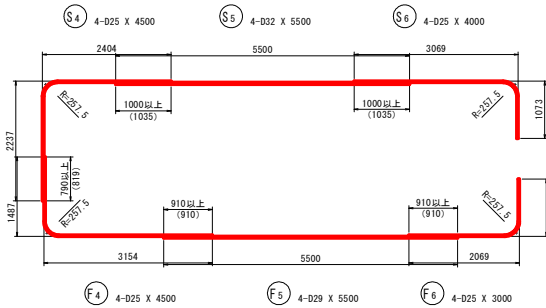 S4 4-D25 X 4500 S5 4-D32 X 5500 S6 4-D25 X 4000
2404 5500 3069
1000以上 1000以上
(1035) (1035)
R=257.5 R=257.5
1073
2237
790以上
(819)
1487
R=257.5 R=257.5
910以上 910以上
(910) (910)
3154 5500 2069
F4 4-D25 X 4500 F5 4-D29 X 5500 F6 4-D25 X 3000